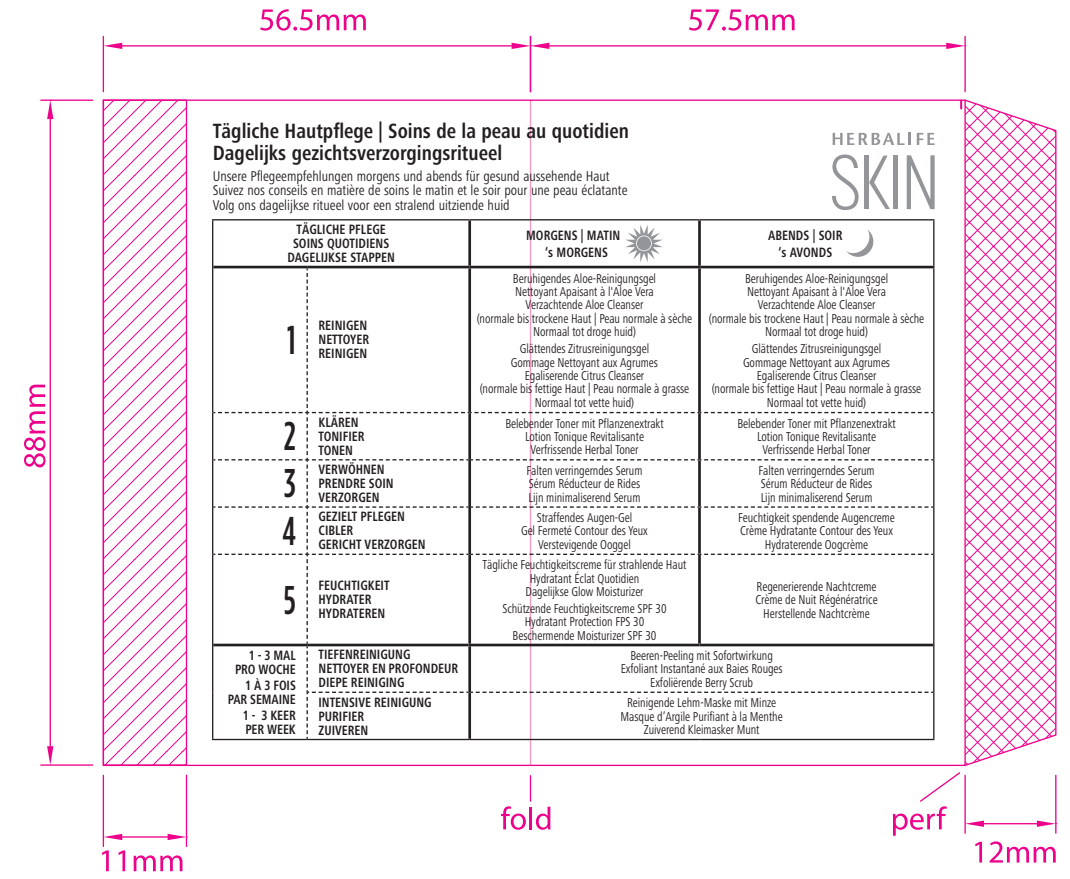 56.5mm
57.5mm
88mm
Tägliche Hautpflege | Soins de la peau au quotidien
Dagelijks gezichtsverzorgingsritueel
Unsere Pflegeempfehlungen morgens und abends für gesund aussehende Haut
Suivez nos conseils en matière de soins le matin et le soir pour une peau éclatante
Volg ons dagelijkse ritueel voor een stralend uitziende huid
HERBALIFE
SKIN
TÄGLICHE PFLEGE
SOINS QUOTIDIENS
DAGELIJKSE STAPPEN
MORGENS | MATIN
's MORGENS
ABENDS | SOIR
's AVONDS
1
REINIGEN
NETTOYER
REINIGEN
Beruhigendes Aloe-Reinigungsgel
Nettoyant Apaisant à l'Aloe Vera
Verzachtende Aloe Cleanser
(normale bis trockene Haut | Peau normale à sèche
Normaal tot droge huid)
Glättendes Zitrusreinigungsgel
Gommage Nettoyant aux Agrumes
Egaliserende Citrus Cleanser
(normale bis fettige Haut | Peau normale à grasse
Normaal tot vette huid)
Beruhigendes Aloe-Reinigungsgel
Nettoyant Apaisant à l'Aloe Vera
Verzachtende Aloe Cleanser
(normale bis trockene Haut | Peau normale à sèche
Normaal tot droge huid)
Glättendes Zitrusreinigungsgel
Gommage Nettoyant aux Agrumes
Egaliserende Citrus Cleanser
(normale bis fettige Haut | Peau normale à grasse
Normaal tot vette huid)
2
KLÄREN
TONIFIER
TONEN
Belebender Toner mit Pflanzenextrakt
Lotion Tonique Revitalisante
Verfrissende Herbal Toner
Belebender Toner mit Pflanzenextrakt
Lotion Tonique Revitalisante
Verfrissende Herbal Toner
3
VERWÖHNEN
PRENDRE SOIN
VERZORGEN
Falten verringerndes Serum
Sérum Réducteur de Rides
Lijn minimaliserend Serum
Falten verringerndes Serum
Sérum Réducteur de Rides
Lijn minimaliserend Serum
4
GEZIELT PFLEGEN
CIBLER
GERICHT VERZORGEN
Straffendes Augen-Gel
Gel Fermeté Contour des Yeux
Verstevigende Ooggel
Feuchtigkeit spendende Augencreme
Crème Hydratante Contour des Yeux
Hydraterende Oogcrème
5
FEUCHTIGKEIT
HYDRATER
HYDRATEREN
Tägliche Feuchtigkeitscreme für strahlende Haut
Hydratant Éclat Quotidien
Dagelijkse Glow Moisturizer
Schützende Feuchtigkeitscreme SPF 30
Hydratant Protection FPS 30
Beschermende Moisturizer SPF 30
Regenerierende Nachtcreme
Crème de Nuit Régénératrice
Herstellende Nachtcrème
1 - 3 MAL
PRO WOCHE
1 À 3 FOIS
PAR SEMAINE
1 - 3 KEER
PER WEEK
TIEFENREINIGUNG
NETTOYER EN PROFONDEUR
DIEPE REINIGING
Beeren-Peeling mit Sofortwirkung
Exfoliant Instantané aux Baies Rouges
Exfoliërende Berry Scrub
INTENSIVE REINIGUNG
PURIFIER
ZUIVEREN
Reinigende Lehm-Maske mit Minze
Masque d'Argile Purifiant à la Menthe
Zuiverend Kleimasker Munt
fold
perf
11mm
12mm